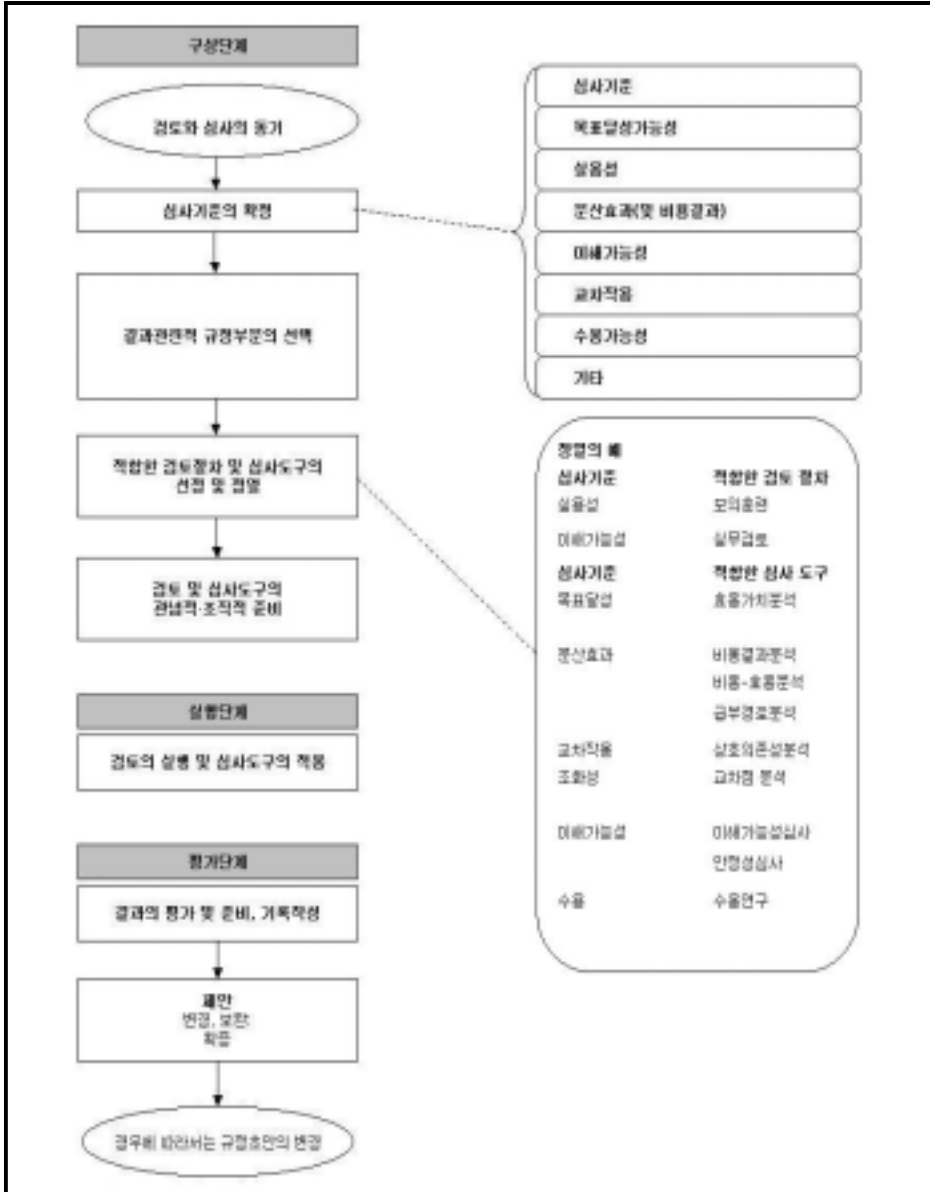 구상단계
검토와 심사의 동기
심사기준의 확정
결과관련적 규정부분의 선택
적합한 검토절차 및 심사도구의
선정 및 정열
검토 및 심사도구의
관념적·조직적 준비
실행단계
검토의 실행 및 심사도구의 적용
평가단계
결과의 평가 및 준비, 기록작성
제안
변경, 보완,
확증
경우에 따라서는 규정초안의 변경
심사기준
목표달성가능성
실용성
분산효과(및 비용결과)
이해가능성
교차작용
수용가능성
기타
정열의 예
심사기준 적합한 검토 절차
실용성 모의훈련
이해가능성 실무검토
심사기준 적합한 심사 도구
목표달성 효용가치분석
분산효과 비용결과분석
비용-효용분석
급부경로분석
교차작용 상호의존성분석
조화성 교차점 분석
이해가능성 이해가능성심사
안정성심사
수용 수용연구